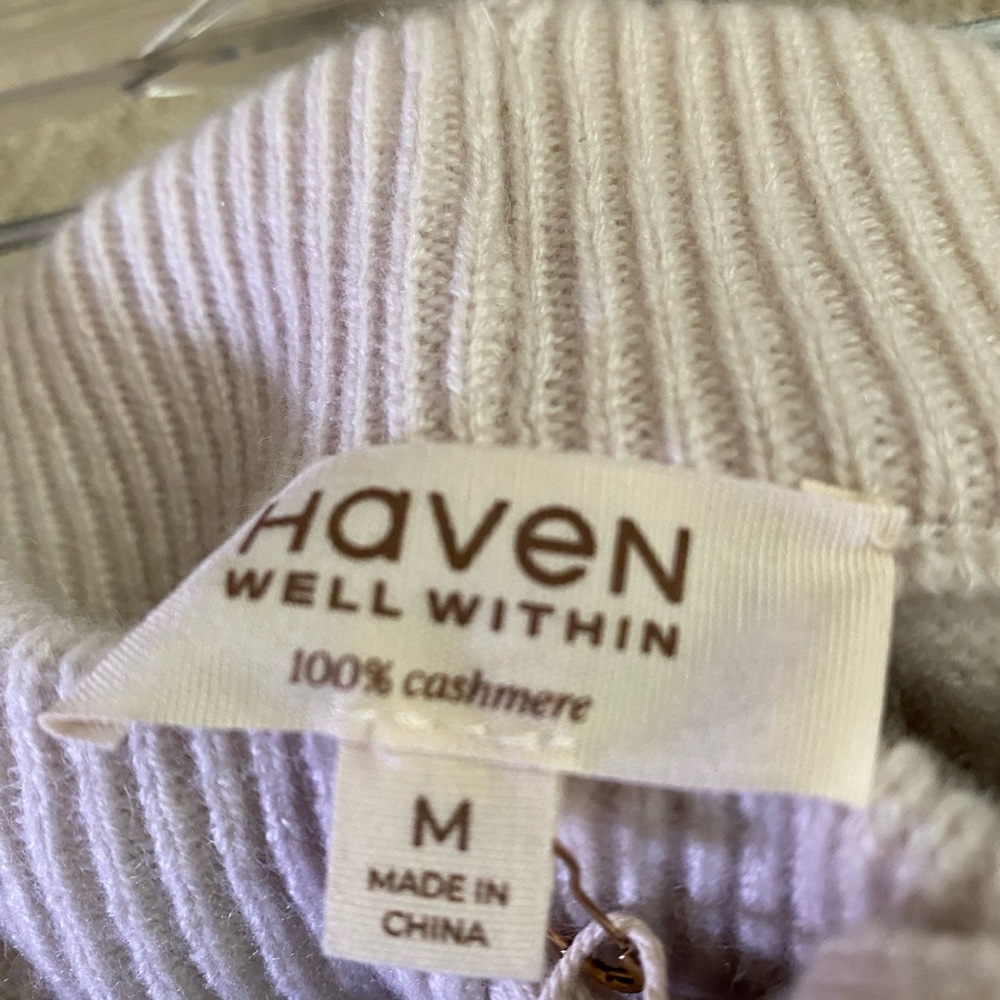 HaveN
WELL WITHIN
100% cashmere
M
MADE IN
CHINA